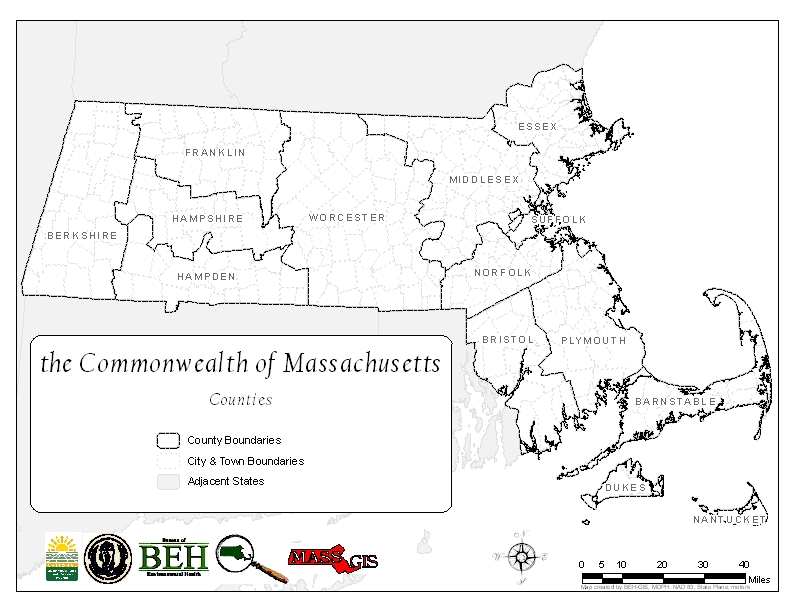 ESSEX
FRANKLIN
MIDDLESEX
HAMPSHIRE
WORCESTER
SUFFOLK
BERKSHIRE
HAMPDEN
NORFOLK
BRISTOL
PLYMOUTH
the Commonwealth of Massachusetts
Counties
BARNSTABLE
County Boundaries
City & Town Boundaries
Adjacent States
DUKES
NANTUCKET
Bureau of
BEH
Environmental Health
MASS GIS
N
0 5 10 20 30 40
Miles
Map created by BEH-GIS, MDPH. NAD 83, State Plane, meters